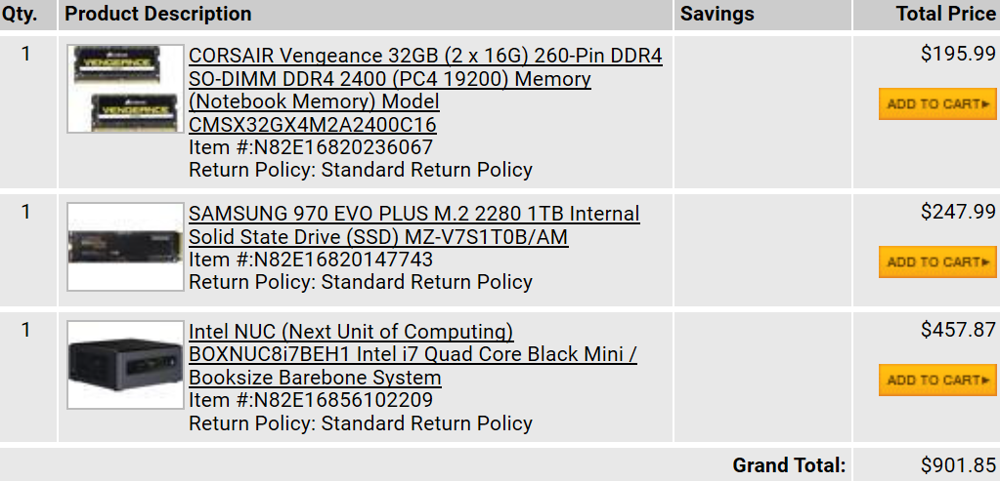 Qty. Product Description Savings Total Price
1 CORSAIR Vengeance 32GB (2 x 16G) 260-Pin DDR4 $195.99
SO-DIMM DDR4 2400 (PC4 19200) Memory
(Notebook Memory) Model
ADD TO CART
CMSX32GX4M2A2400C16
Item #:N82E16820236067
Return Policy: Standard Return Policy
VENGEANCE
VENGEANCE
1 SAMSUNG 970 EVO PLUS M.2 2280 1TB Internal $247.99
Solid State Drive (SSD) MZ-V7S1T0B/AM
Item #:N82E16820147743
ADD TO CART
Return Policy: Standard Return Policy
1 Intel NUC (Next Unit of Computing) $457.87
BOXNUC8i7BEH1 Intel i7 Quad Core Black Mini /
Booksize Barebone System
ADD TO CART
Item #:N82E16856102209
Return Policy: Standard Return Policy
Grand Total: $901.85